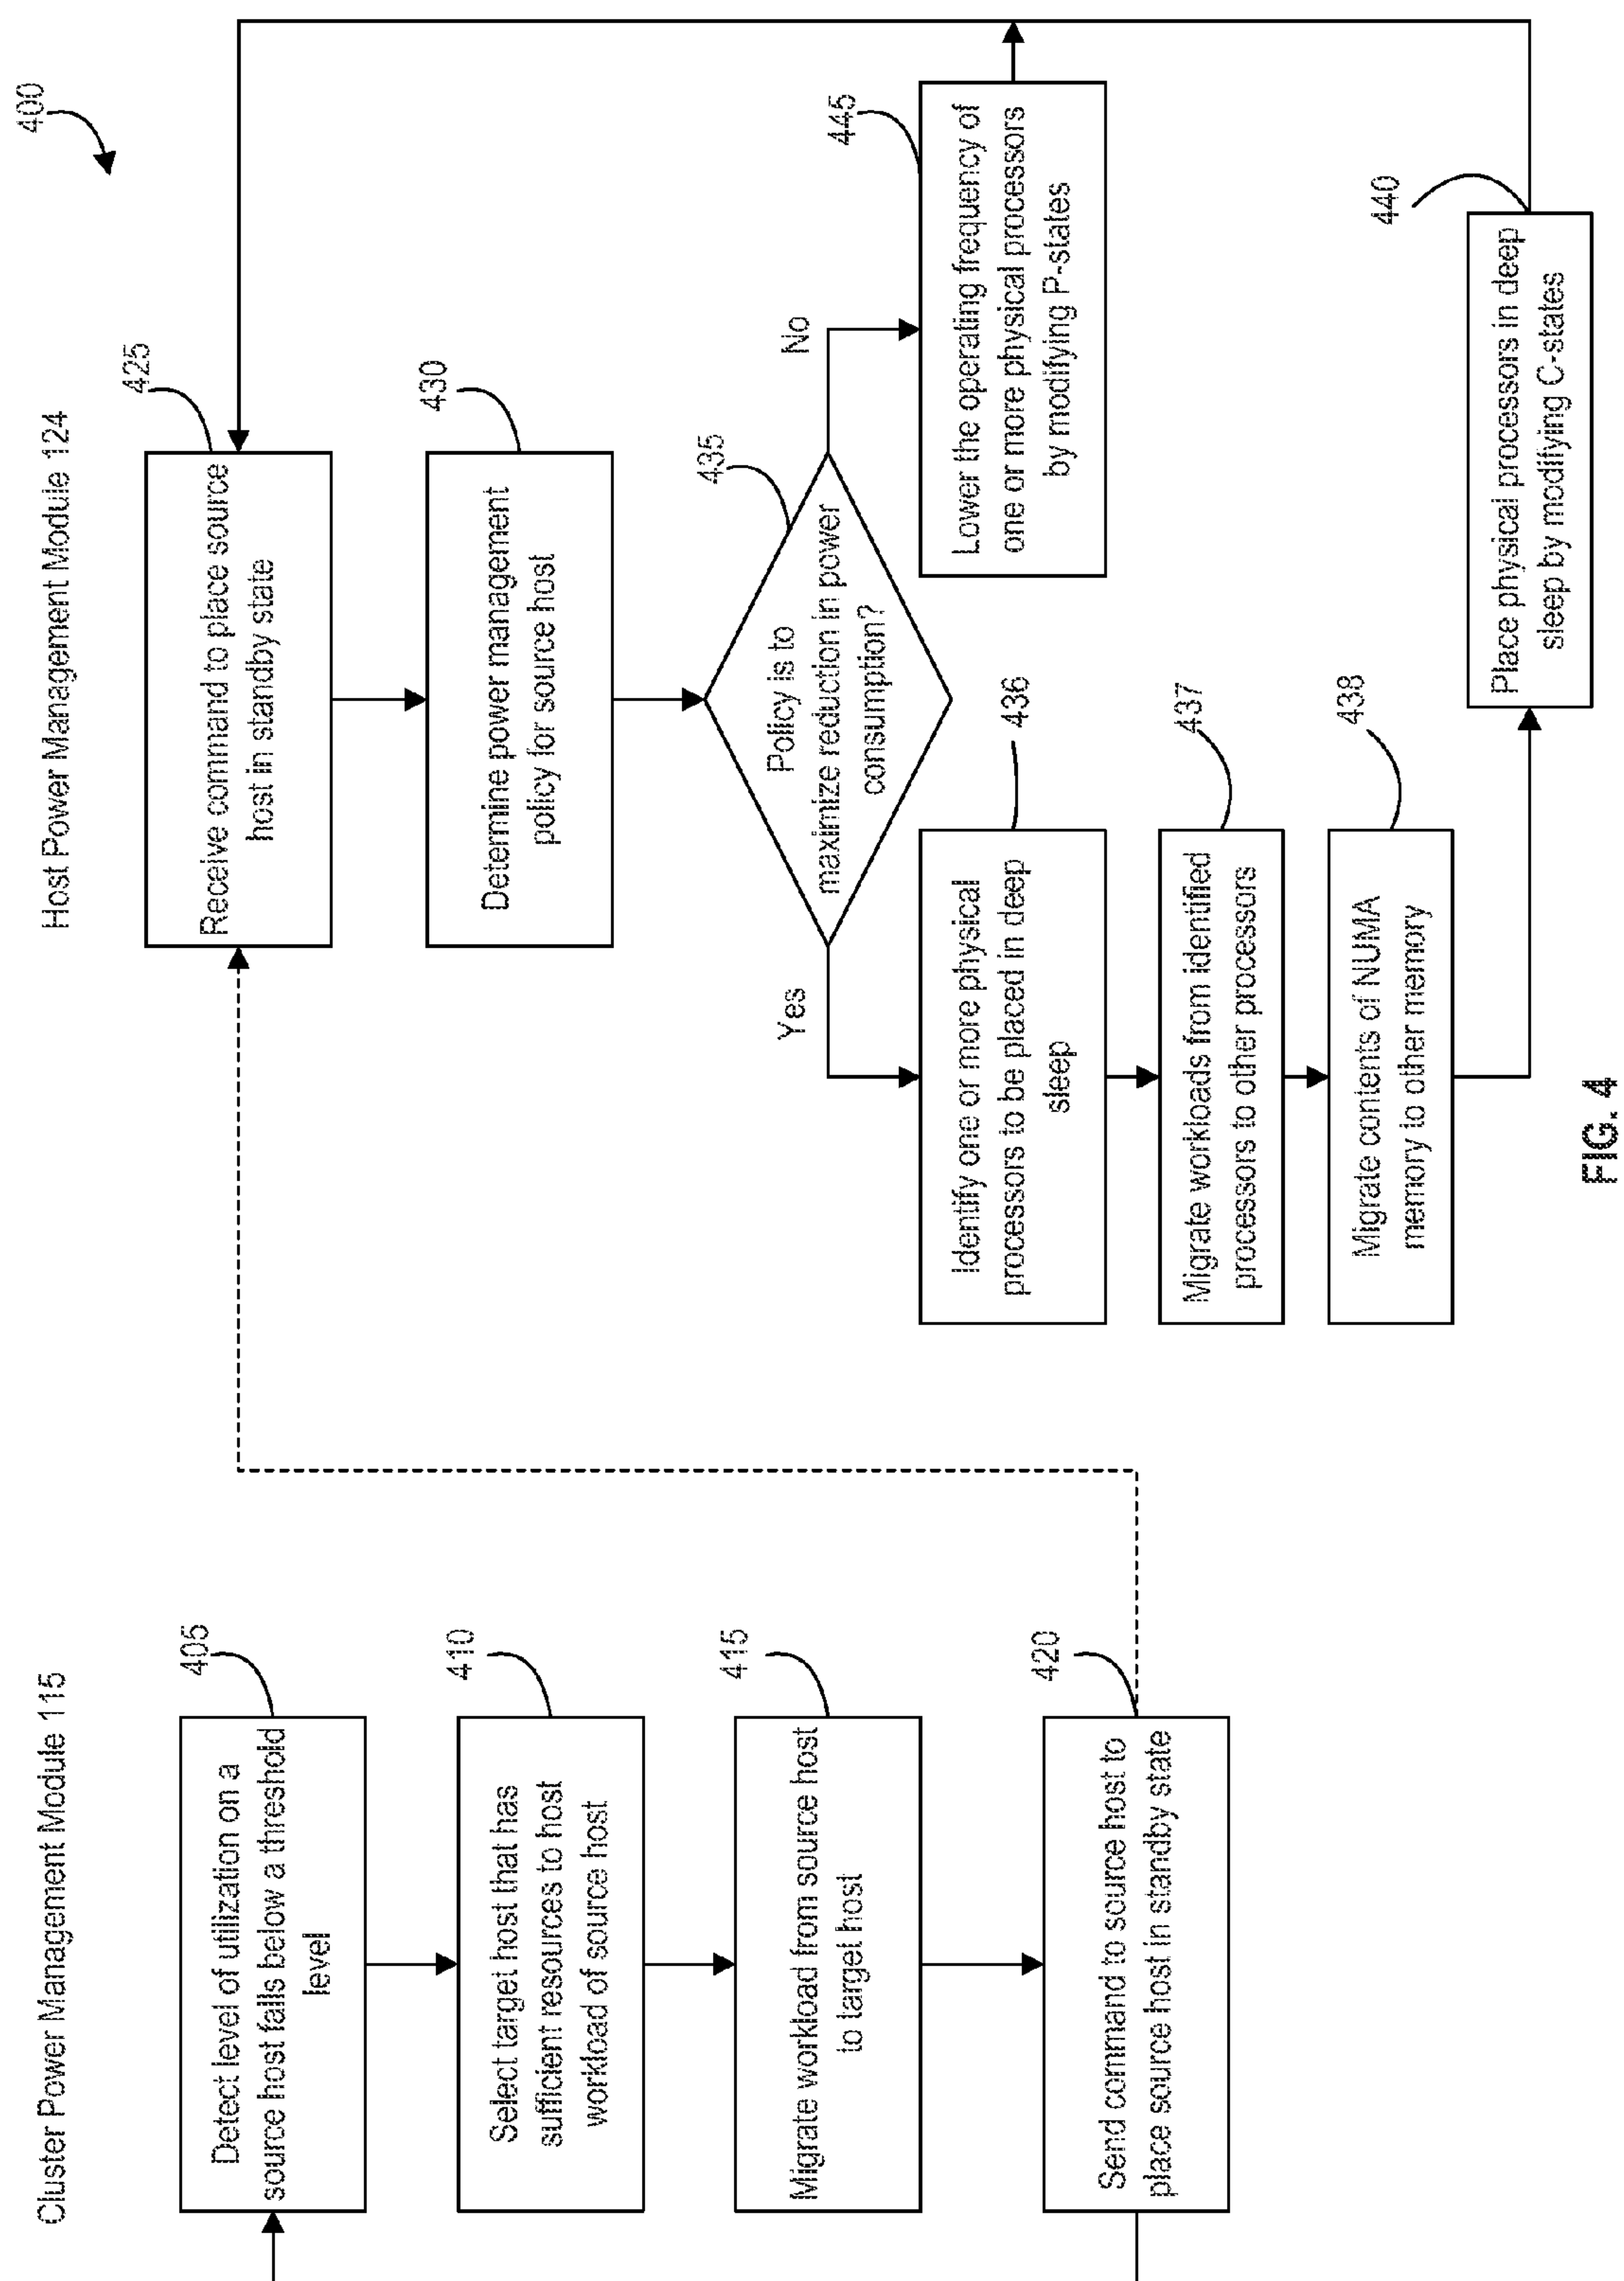 400
Cluster Power Management Module 115
405
Detect level of utilization on a
source host falls below a threshold
level
410
Select target host that has
sufficient resources to host
workload of source host
415
Migrate workload from source host
to target host
420
Send command to source host to
place source host in standby state
Host Power Management Module 124
425
Receive command to place source
host in standby state
430
Determine power management
policy for source host
435
Policy is to
maximize reduction in power
consumption?
Yes
No
436
Identify one or more physical
processors to be placed in deep
sleep
437
Migrate workloads from identified
processors to other processors
438
Migrate contents of NUMA
memory to other memory
445
Lower the operating frequency of
one or more physical processors
by modifying P-states
440
Place physical processors in deep
sleep by modifying C-states
FIG. 4